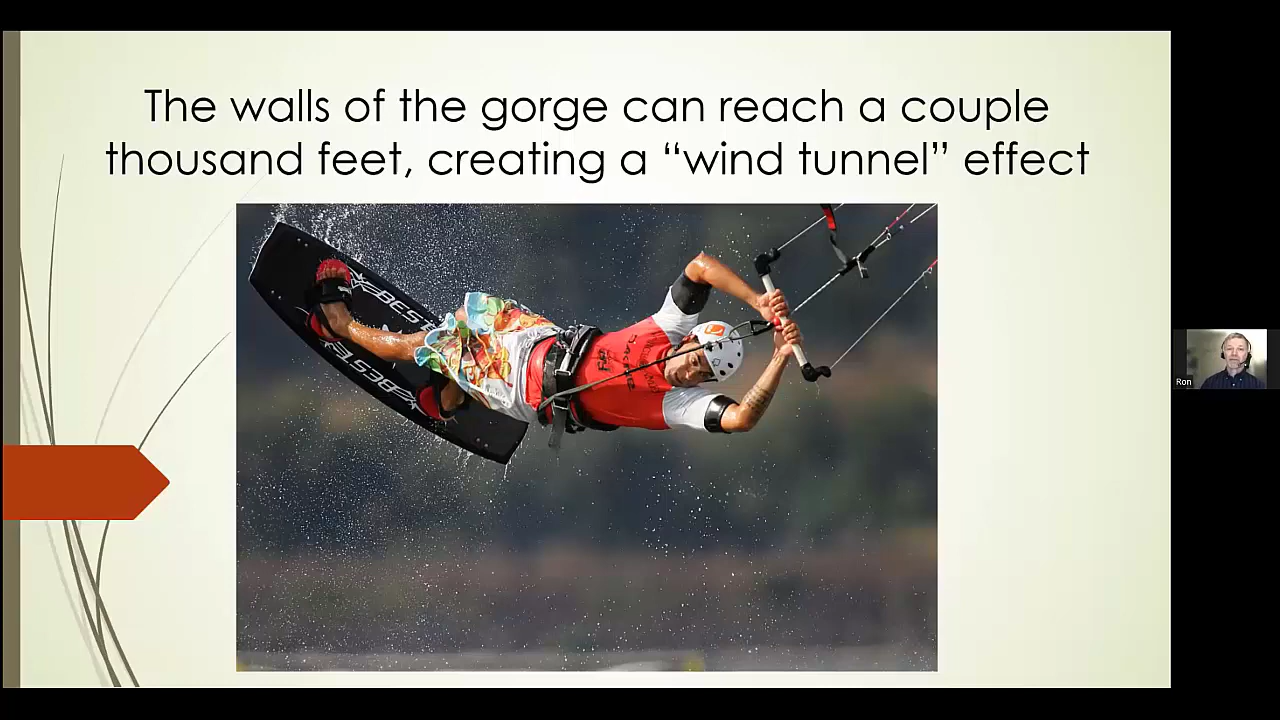 The walls of the gorge can reach a couple
thousand feet, creating a “wind tunnel” effect
BEST
BEST
Ron